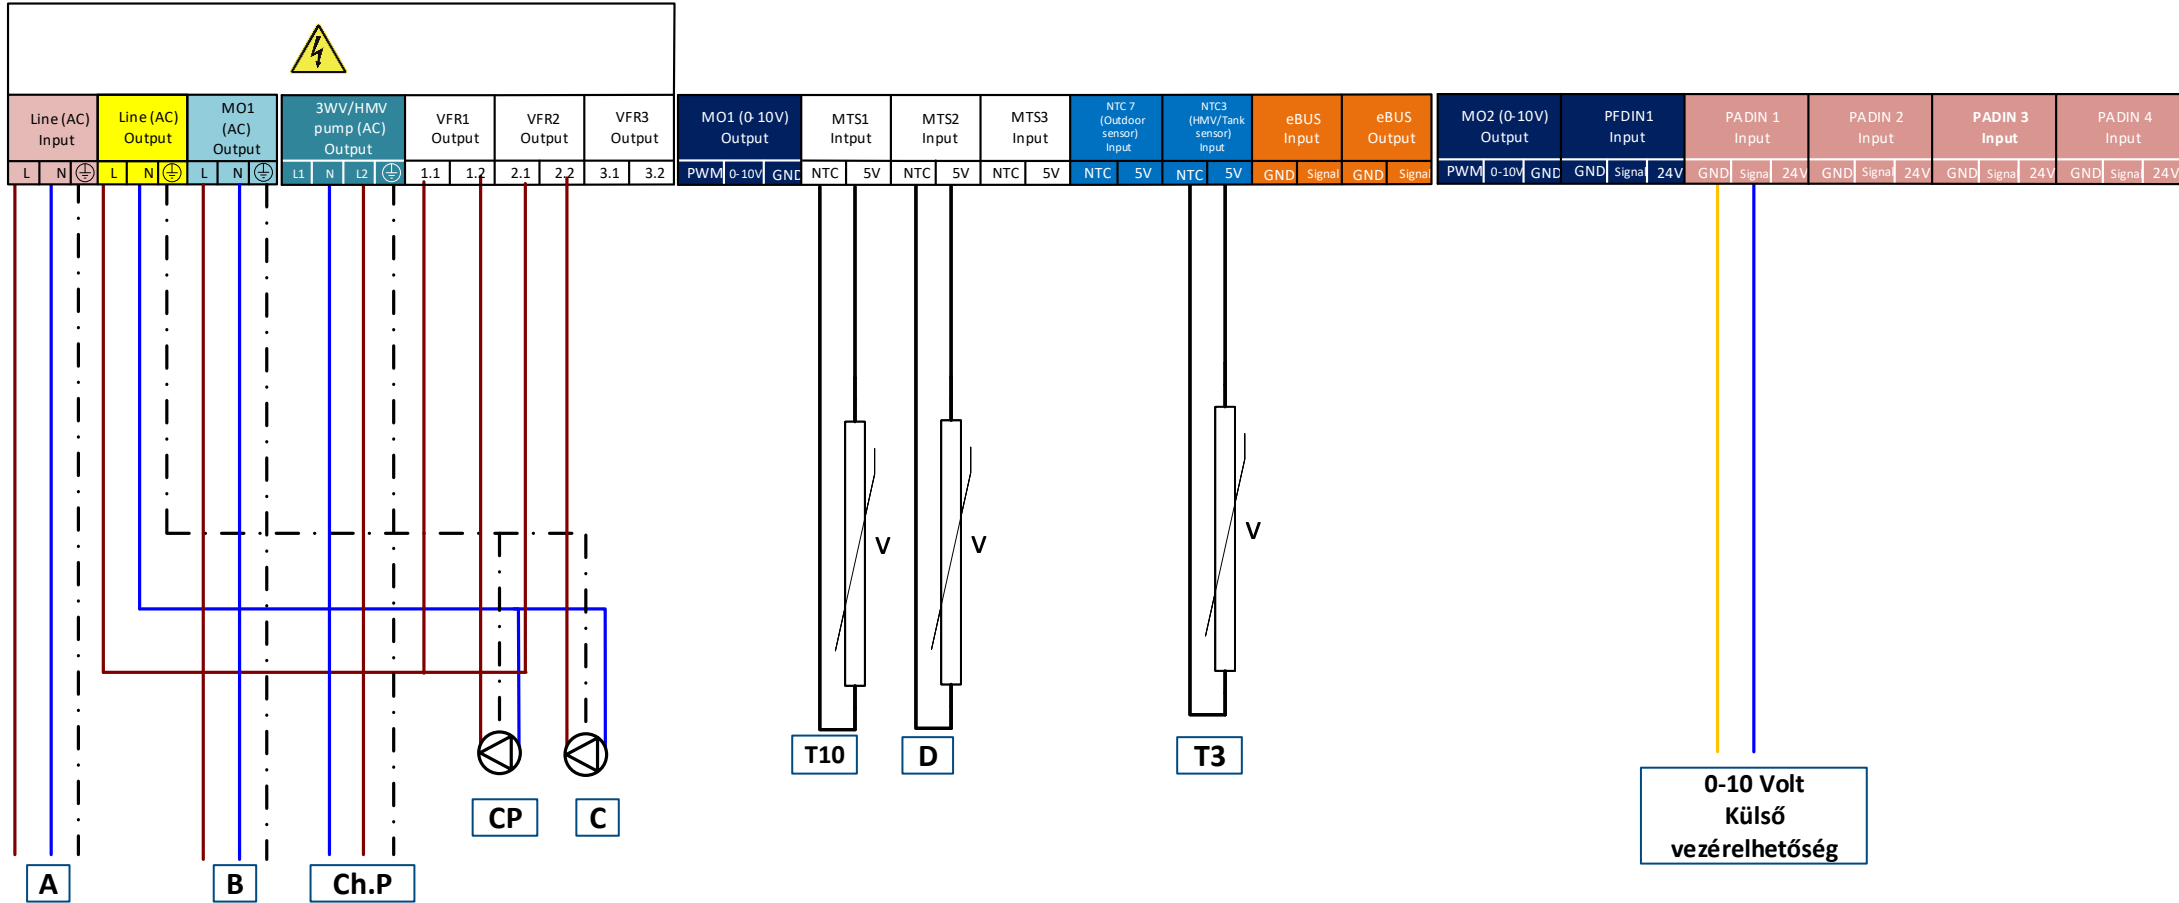 Line (AC)
Input
Line (AC)
Output
MO1
(AC)
Output
3WV/HMV
pump (AC)
Output
VFR1
Output
VFR2
Output
VFR3
Output
MO1 (0-10V)
Output
MTS1
Intput
MTS2
Input
MTS3
Input
NTC 7
(Outdoor
sensor)
Input
NTC3
(HMV/Tank
sensor)
Input
eBUS
Input
eBUS
Output
MO2 (0-10V)
Output
PFDIN1
Input
PADIN 1
Input
PADIN 2
Input
PADIN 3
Input
PADIN 4
Input
L N L N L N L1 N L2 1.1 1.2 2.1 2.2 3.1 3.2 PWM 0-10V GND NTC 5V NTC 5V NTC 5V NTC 5V NTC 5V GND Signal GND Signal PWM 0-10V GND GND Signal 24V GND Signal 24V GND Signal 24V GND Signal 24V GND Signal 24V
V
V
V
T10
D
T3
CP
C
A
B
Ch.P
0-10 Volt
Külső
vezérelhetőség